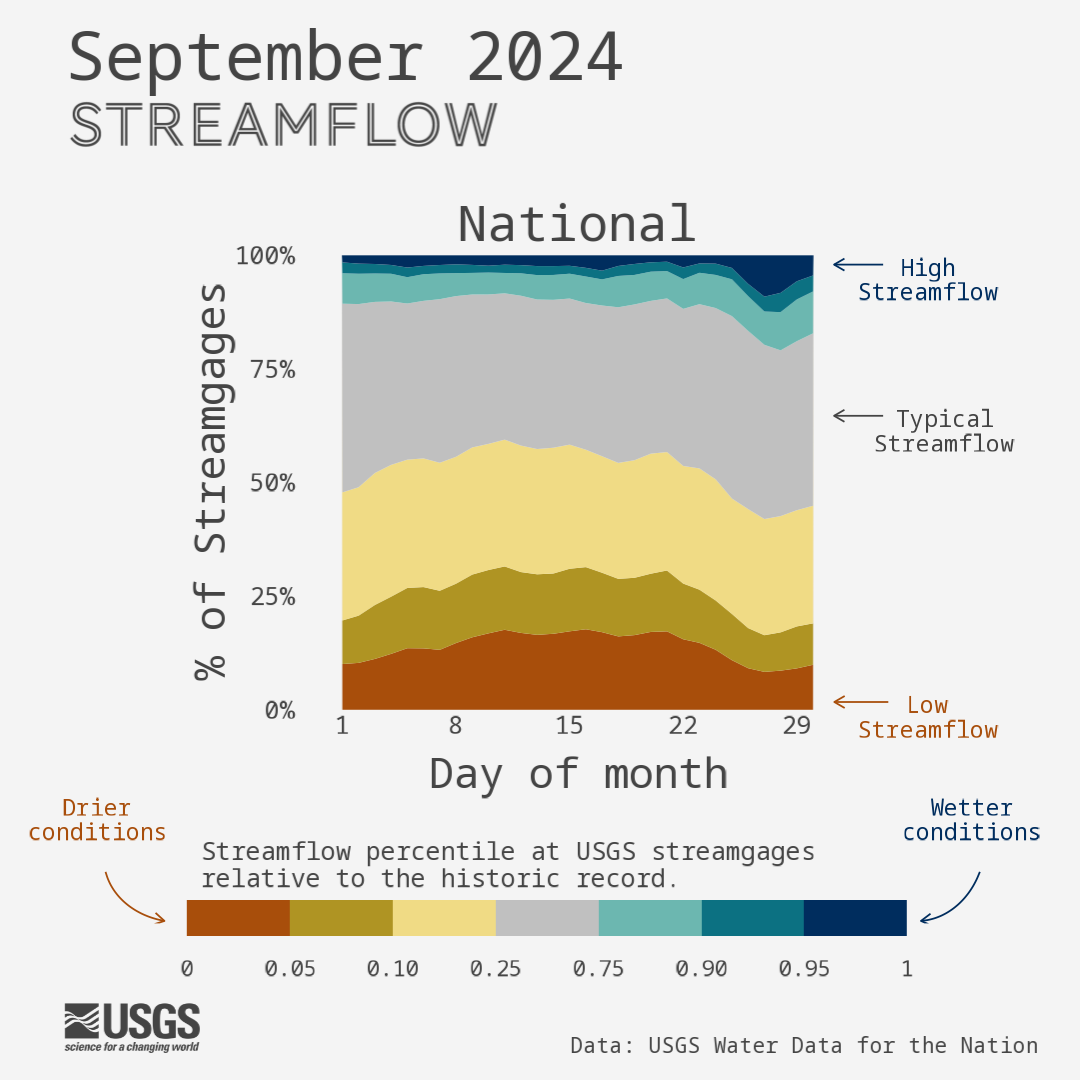 September 2024
STREAMFLOW
National
% of Streamgages
100%
75%
50%
25%
0%
1 8 15 22 29
Day of month
High
Streamflow
Typical
Streamflow
Low
Streamflow
Drier
conditions
Wetter
conditions
Streamflow percentile at USGS streamgages
relative to the historic record.
0 0.05 0.10 0.25 0.75 0.90 0.95 1
USGS
science for a changing world
Data: USGS Water Data for the Nation